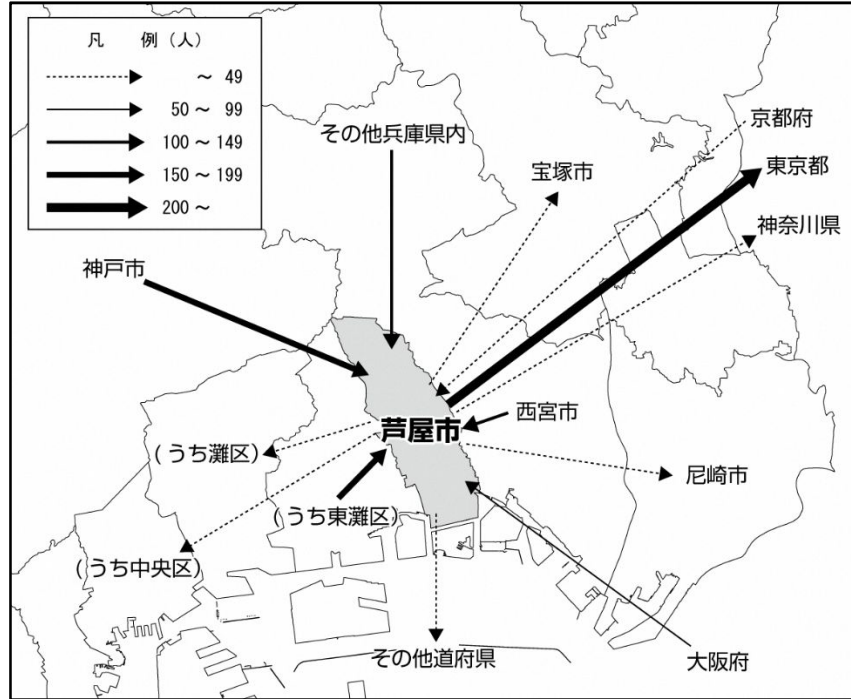 凡　例（人）
～ 49
50 ～ 99
100 ～ 149
150 ～ 199
200 ～
その他兵庫県内
京都府
宝塚市
東京都
神奈川県
神戸市
西宮市
芦屋市
（うち灘区）
尼崎市
（うち東灘区）
（うち中央区）
その他道府県
大阪府